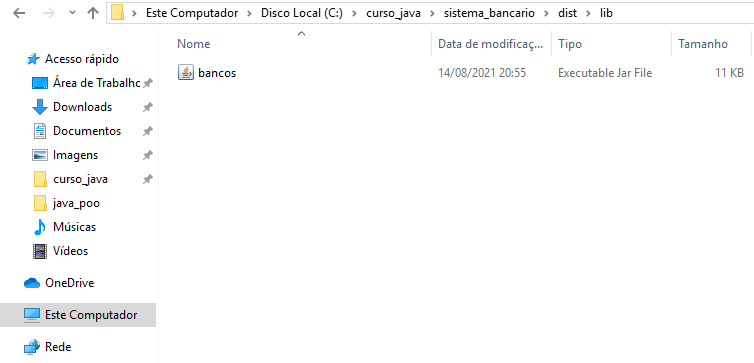 Este Computador > Disco Local (C:) > curso_java > sistema_bancario > dist > lib
Nome Data de modificaç... Tipo Tamanho
bancos 14/08/2021 20:55 Executable Jar File 11 KB
Acesso rápido
Área de Trabalho
Downloads
Documentos
Imagens
curso_java
java_poo
Músicas
Vídeos
OneDrive
Este Computador
Rede